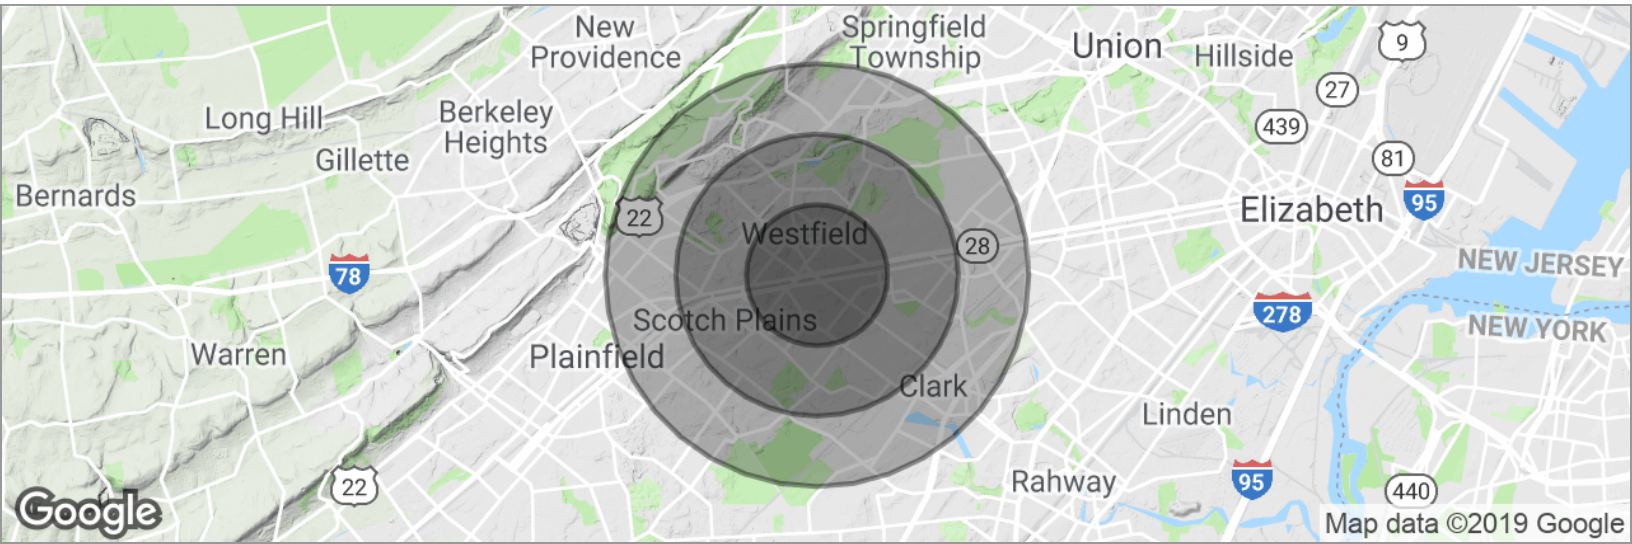 New
Providence
Springfield
Township
Union
Hillside
9
27
Long Hill
Berkeley
Heights
439
Gillette
81
Bernards
22
95
Elizabeth
Westfield
28
NEW JERSEY
78
278
Scotch Plains
NEW YORK
Warren
Plainfield
Clark
Linden
22
Rahway
95
440
Google
Map data ©2019 Google